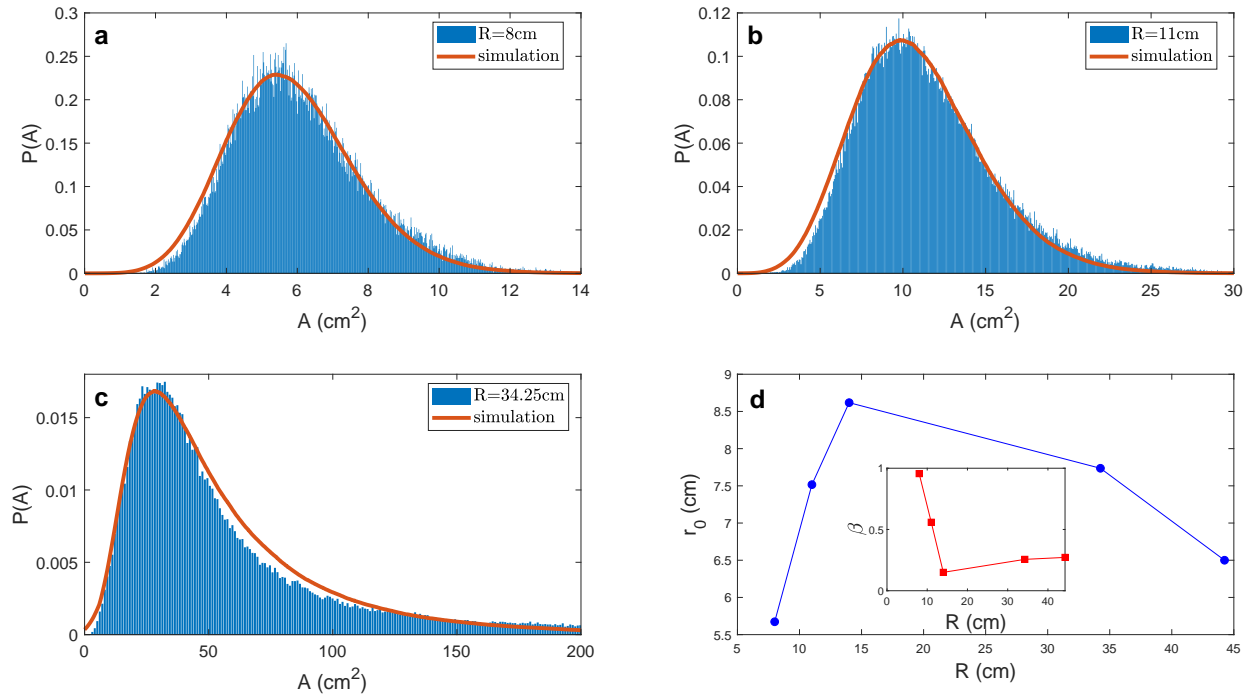 a
R=8cm
simulation
0.3
0.25
0.2
0.15
0.1
0.05
0
P(A)
0 2 4 6 8 10 12 14
A (cm²)
b
R=11cm
simulation
0.12
0.1
0.08
0.06
0.04
0.02
0
P(A)
0 5 10 15 20 25 30
A (cm²)
c
R=34.25cm
simulation
0.015
0.01
0.005
0
P(A)
0 50 100 150 200
A (cm²)
d
9
8.5
8
7.5
7
6.5
6
5.5
r₀ (cm)
5 10 15 20 25 30 35 40 45
R (cm)
1
0.5
0
β
0 10 20 30 40
R (cm)